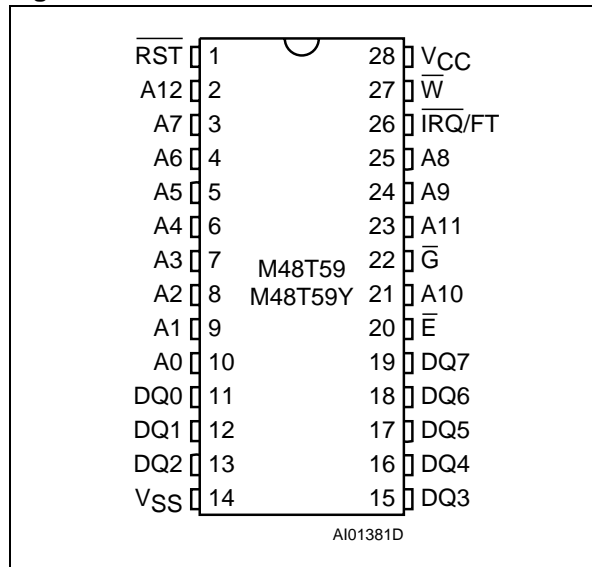 R̅S̅T̅ 1 28 VCC
A12 2 27 W̅
A7 3 26 I̅R̅Q̅/FT
A6 4 25 A8
A5 5 24 A9
A4 6 23 A11
A3 7 M48T59 22 G̅
A2 8 M48T59Y 21 A10
A1 9 20 E̅
A0 10 19 DQ7
DQ0 11 18 DQ6
DQ1 12 17 DQ5
DQ2 13 16 DQ4
VSS 14 15 DQ3
AI01381D